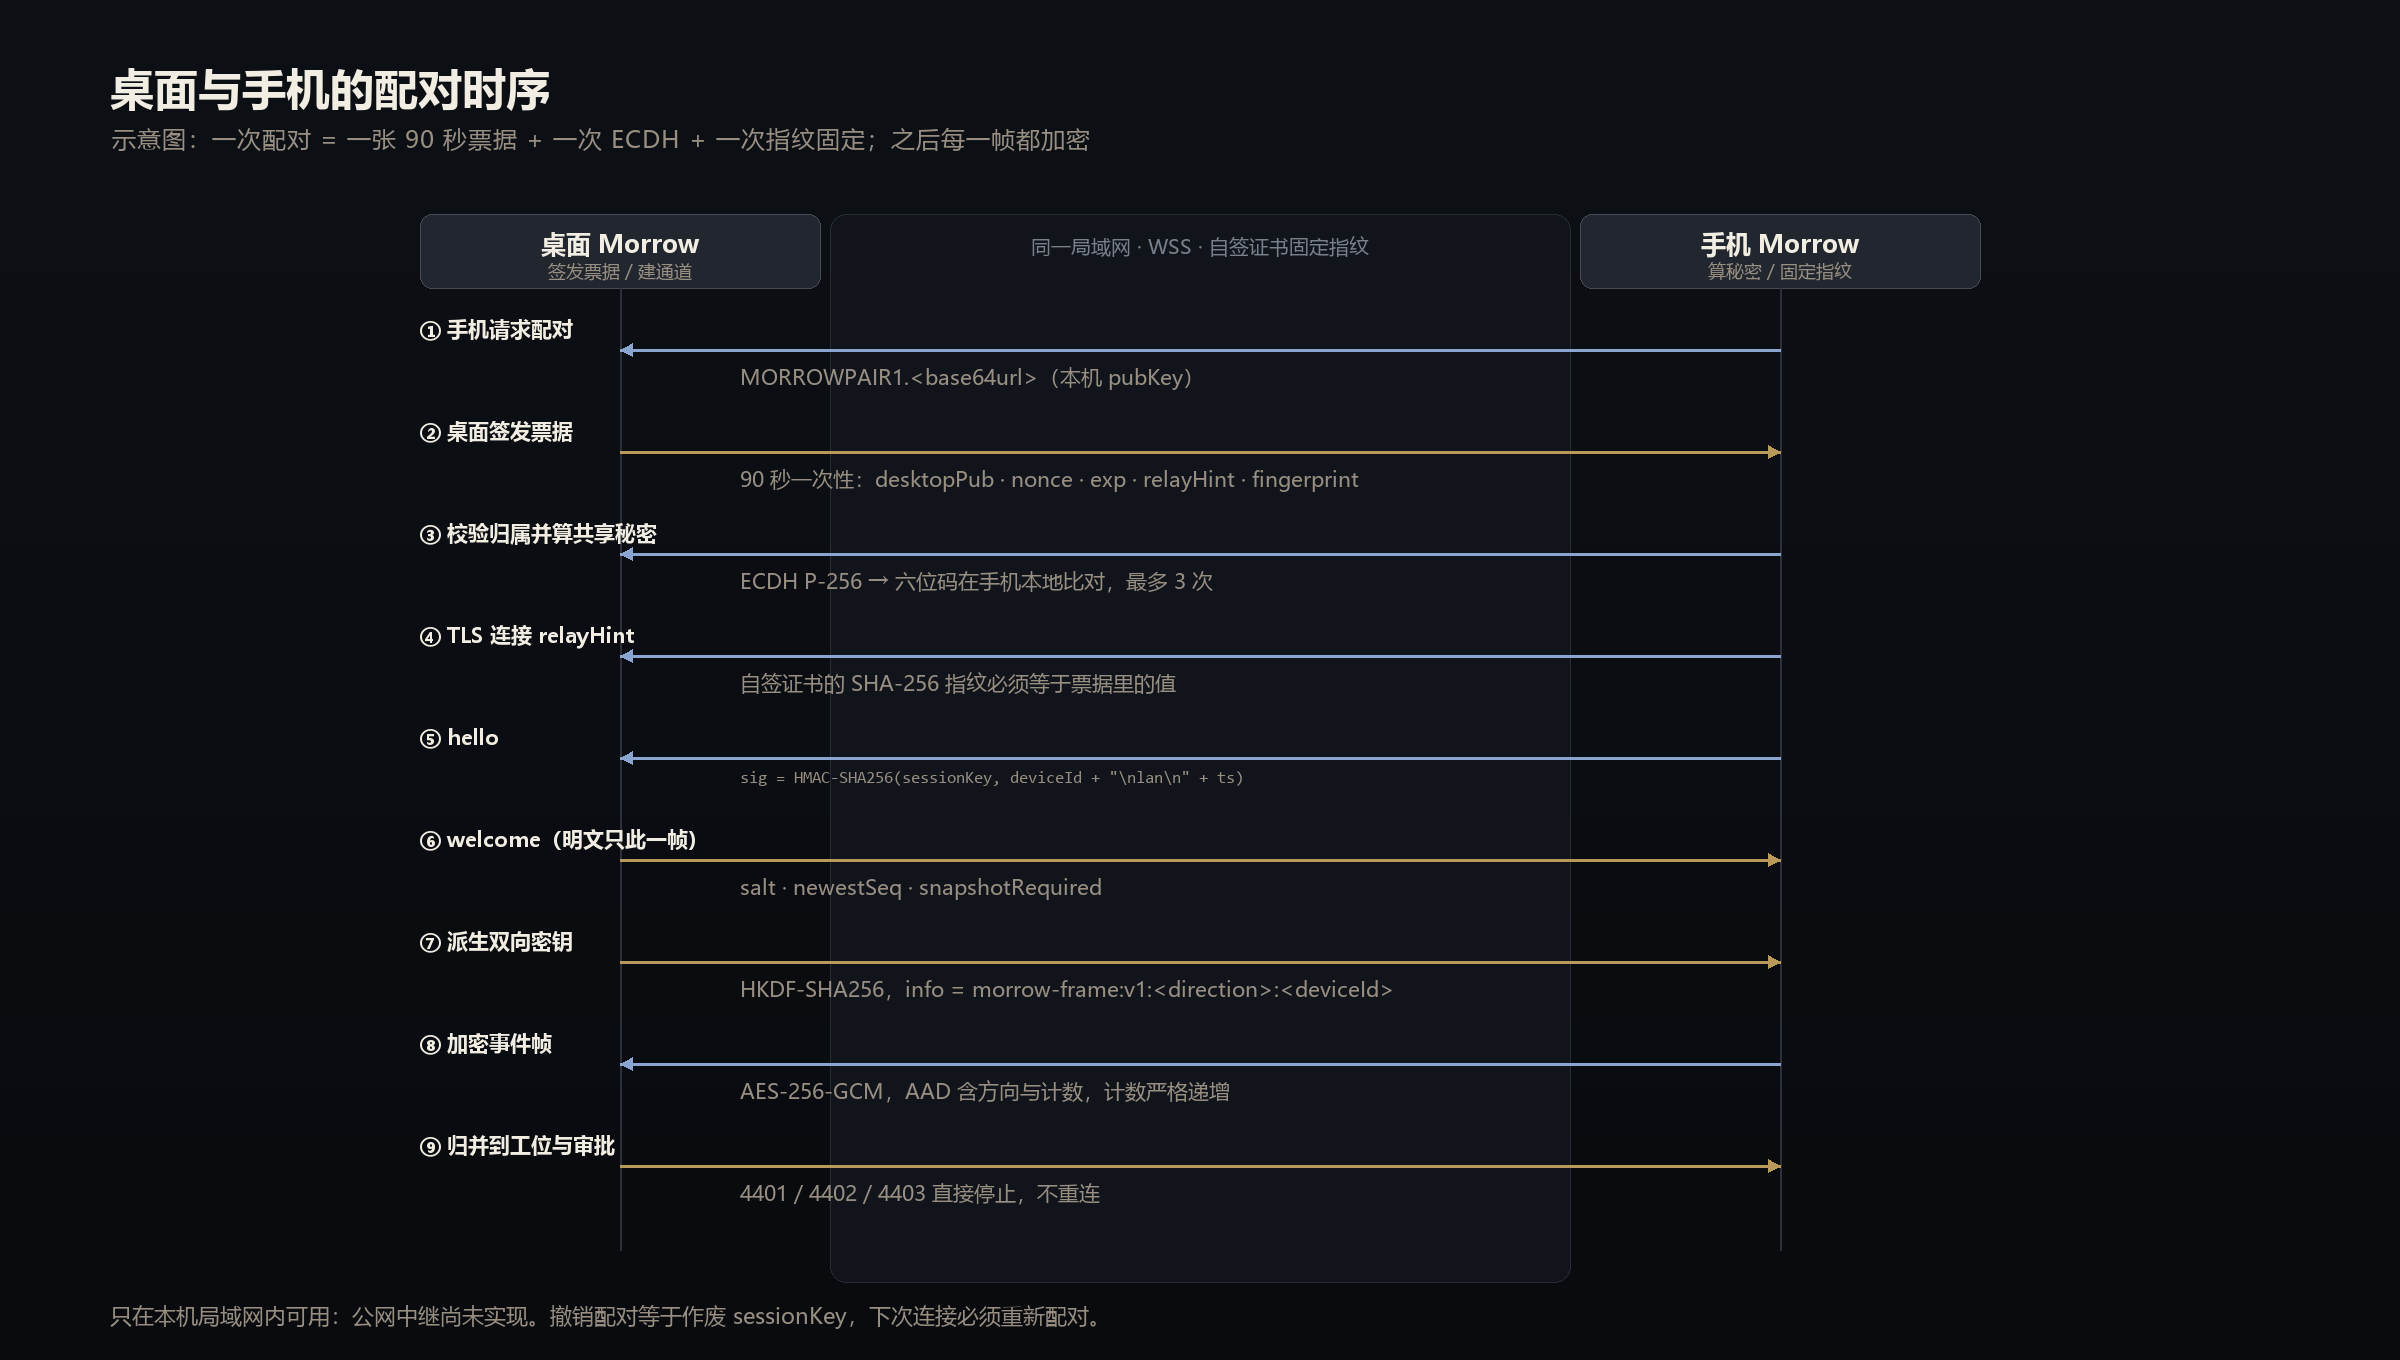 桌面与手机的配对时序
示意图：一次配对 = 一张 90 秒票据 + 一次 ECDH + 一次指纹固定；之后每一帧都加密
桌面 Morrow
签发票据 / 建通道
同一局域网 · WSS · 自签证书固定指纹
手机 Morrow
算秘密 / 固定指纹
① 手机请求配对
MORROWPAIR1.<base64url>（本机 pubKey）
② 桌面签发票据
90 秒一次性：desktopPub · nonce · exp · relayHint · fingerprint
③ 校验归属并算共享秘密
ECDH P-256 → 六位码在手机本地比对，最多 3 次
④ TLS 连接 relayHint
自签证书的 SHA-256 指纹必须等于票据里的值
⑤ hello
sig = HMAC-SHA256(sessionKey, deviceId + "\nlan\n" + ts)
⑥ welcome（明文只此一帧）
salt · newestSeq · snapshotRequired
⑦ 派生双向密钥
HKDF-SHA256，info = morrow-frame:v1:<direction>:<deviceId>
⑧ 加密事件帧
AES-256-GCM，AAD 含方向与计数，计数严格递增
⑨ 归并到工位与审批
4401 / 4402 / 4403 直接停止，不重连
只在本机局域网内可用：公网中继尚未实现。撤销配对等于作废 sessionKey，下次连接必须重新配对。